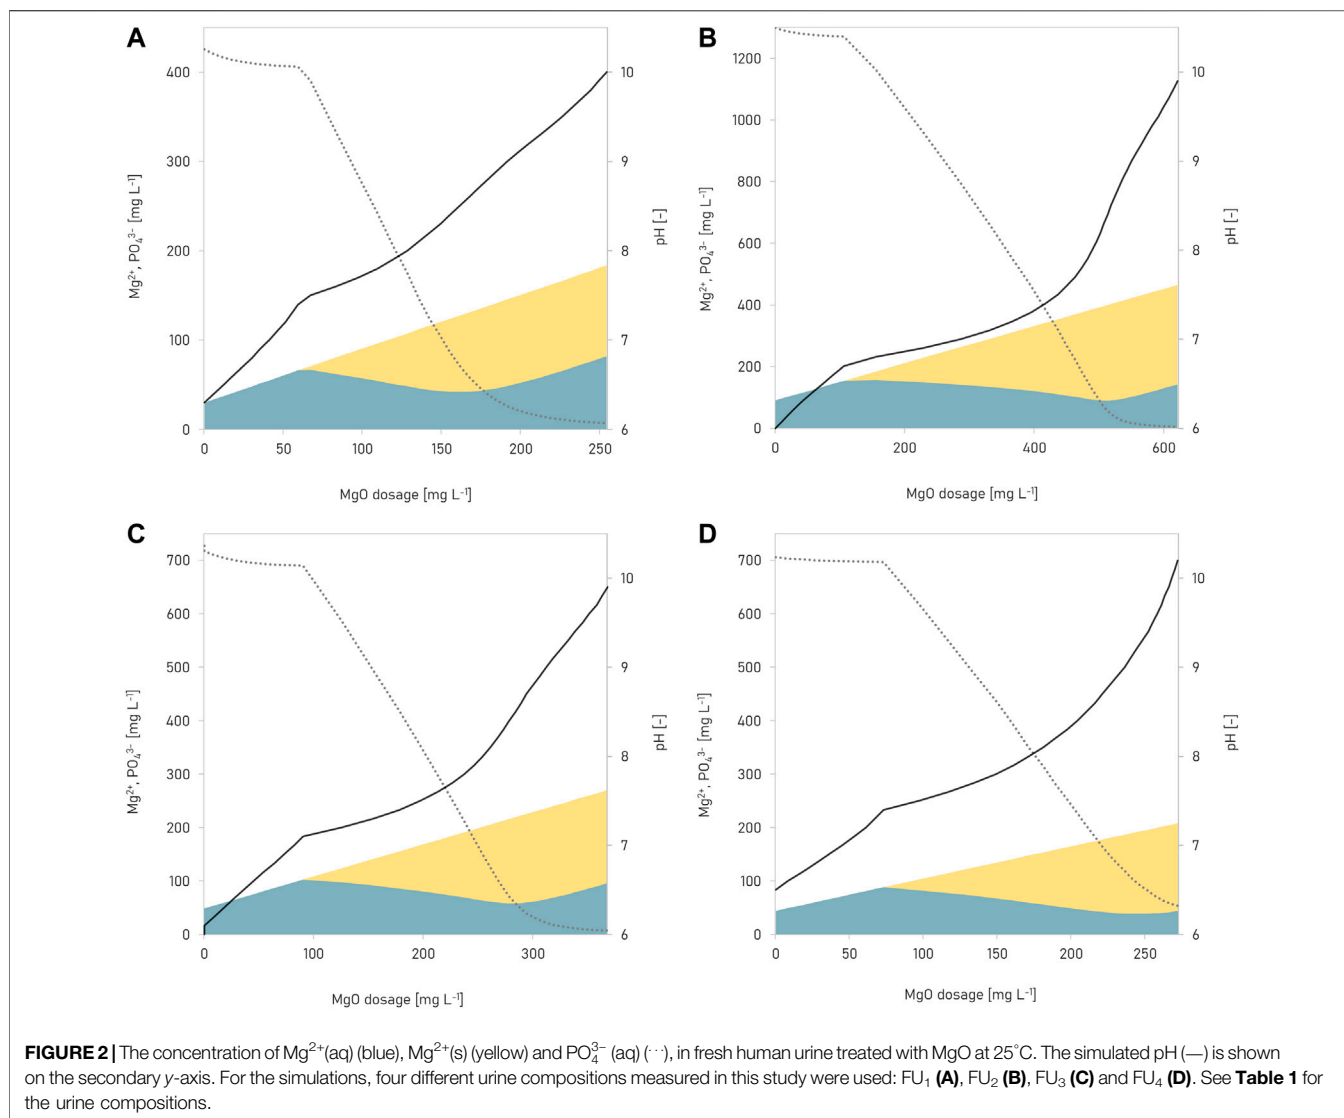 A
400
300
200
100
0
Mg²⁺, PO₄³⁻ [mg L⁻¹]
10
9
8
7
6
pH [-]
0 50 100 150 200 250
MgO dosage [mg L⁻¹]
B
1200
1000
800
600
400
200
0
Mg²⁺, PO₄³⁻ [mg L⁻¹]
10
9
8
7
6
pH [-]
0 200 400 600
MgO dosage [mg L⁻¹]
C
700
600
500
400
300
200
100
0
Mg²⁺, PO₄³⁻ [mg L⁻¹]
10
9
8
7
6
pH [-]
0 100 200 300
MgO dosage [mg L⁻¹]
D
700
600
500
400
300
200
100
0
Mg²⁺, PO₄³⁻ [mg L⁻¹]
10
9
8
7
6
pH [-]
0 50 100 150 200 250
MgO dosage [mg L⁻¹]
FIGURE 2 | The concentration of Mg²⁺(aq) (blue), Mg²⁺(s) (yellow) and PO₄³⁻ (aq) (···), in fresh human urine treated with MgO at 25°C. The simulated pH (—) is shown
on the secondary y-axis. For the simulations, four different urine compositions measured in this study were used: FU₁ (A), FU₂ (B), FU₃ (C) and FU₄ (D). See Table 1 for
the urine compositions.